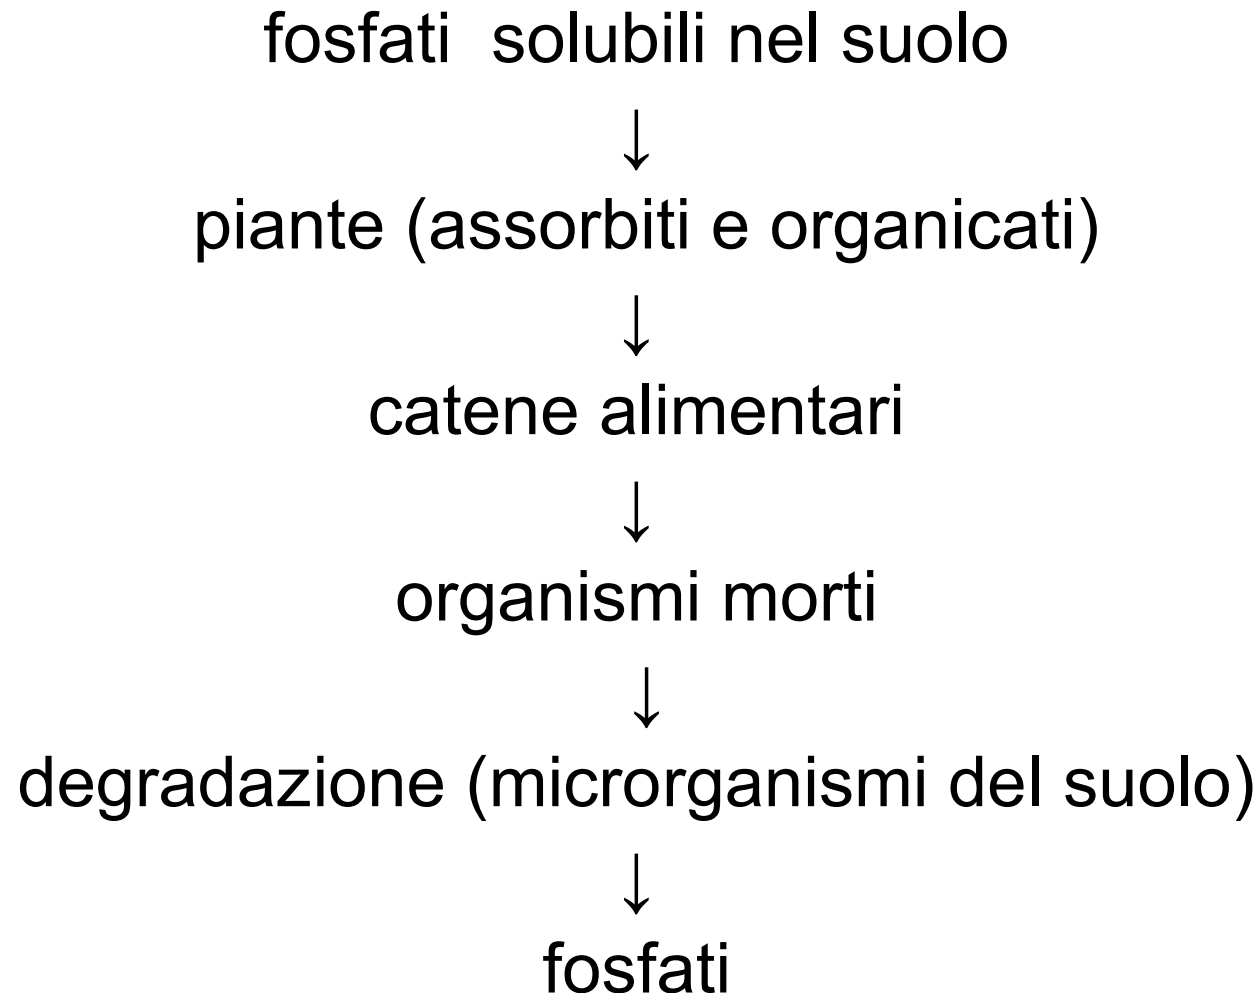 fosfati solubili nel suolo
↓
piante (assorbiti e organicati)
↓
catene alimentari
↓
organismi morti
↓
degradazione (microrganismi del suolo)
↓
fosfati